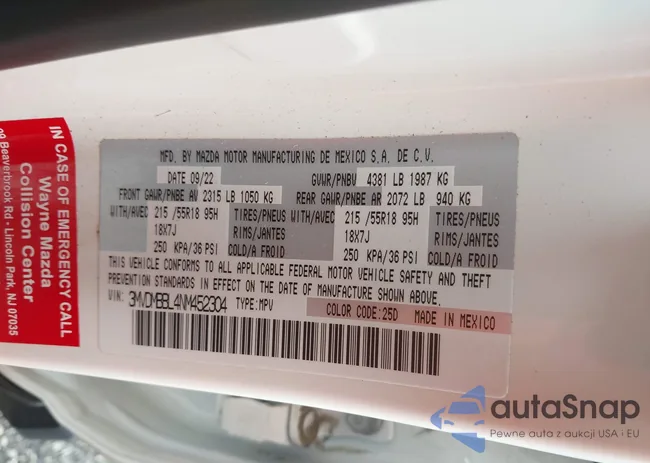 MFD. BY MAZDA MOTOR MANUFACTURING DE MEXICO S.A. DE C.V.
DATE 09/22 GVWR/PNBV 4381 LB 1987 KG
FRONT GAWR/PNBE AV 2315 LB 1050 KG REAR GAWR/PNBE AR 2072 LB 940 KG
WITH/AVEC 215 /55R18 95H TIRES/PNEUS WITH/AVEC 215 /55R18 95H TIRES/PNEUS
18X7J RIMS/JANTES 18X7J RIMS/JANTES
250 KPA/36 PSI COLD/A FROID 250 KPA/36 PSI COLD/A FROID
THIS VEHICLE CONFORMS TO ALL APPLICABLE FEDERAL MOTOR VEHICLE SAFETY AND THEFT
PREVENTION STANDARDS IN EFFECT ON THE DATE OF MANUFACTURE SHOWN ABOVE.
VIN: 3MVDMBBL4NM452304 TYPE:MPV COLOR CODE:25D MADE IN MEXICO
IN CASE OF EMERGENCY CALL
Wayne Mazda
Collision Center
Beaverbrook Rd · Lincoln Park, NJ 07035
autaSnap
Pewne auta z aukcji USA i EU